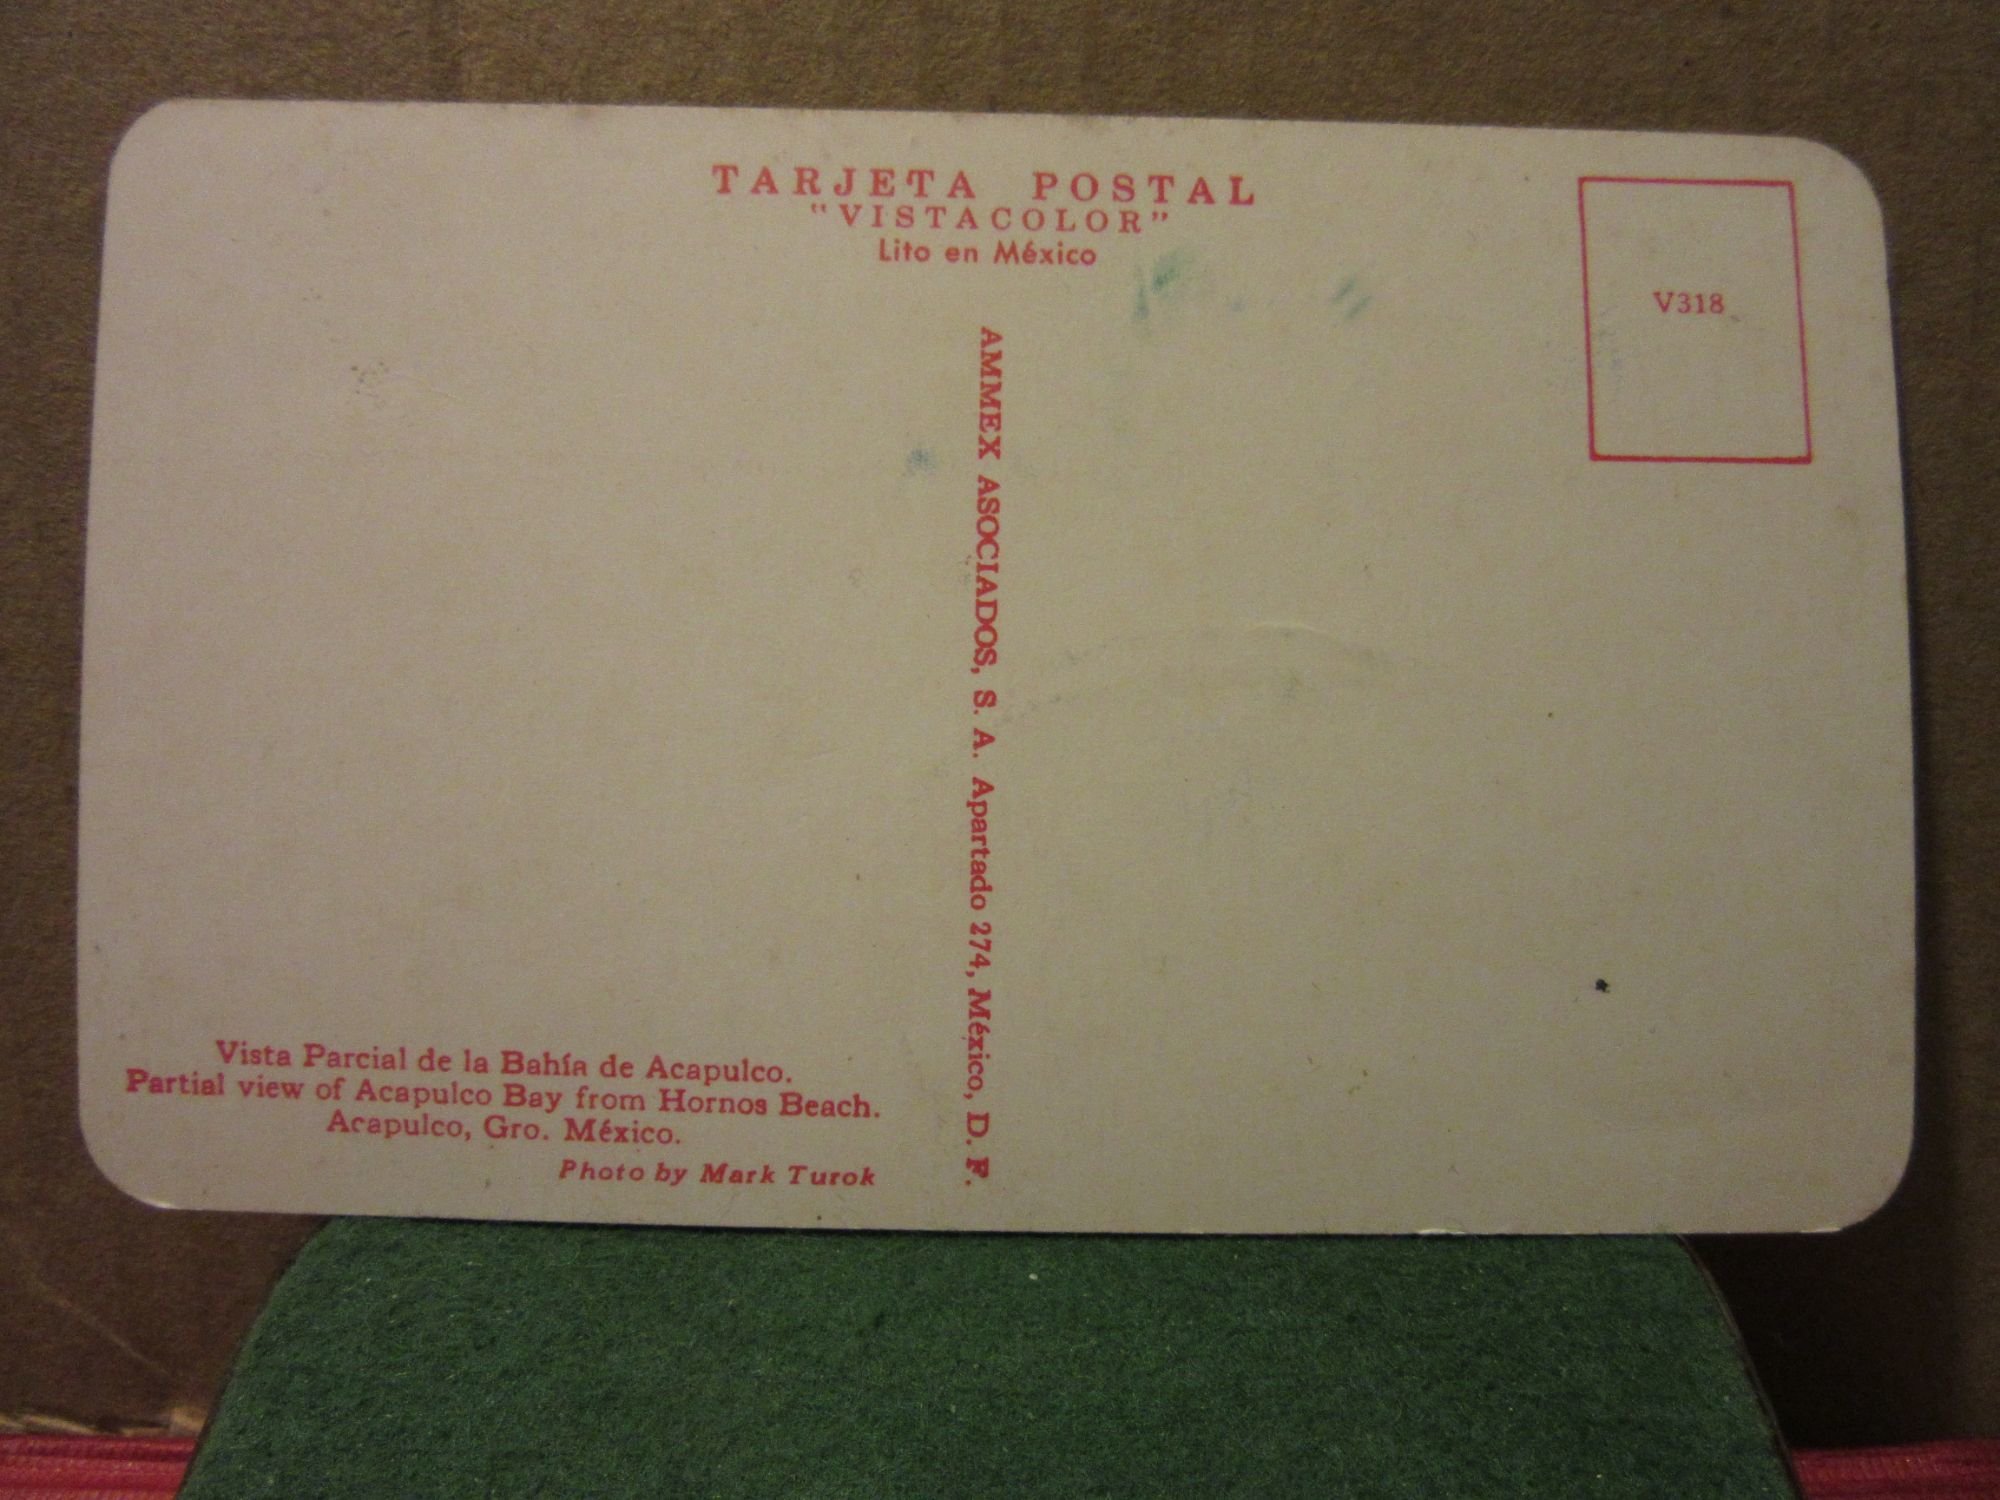 TARJETA POSTAL
"VISTACOLOR"
Lito en México
V318
AMMEX ASOCIADOS, S. A. Apartado 274, México, D. F.
Vista Parcial de la Bahía de Acapulco.
Partial view of Acapulco Bay from Hornos Beach.
Acapulco, Gro. México.
Photo by Mark Turok